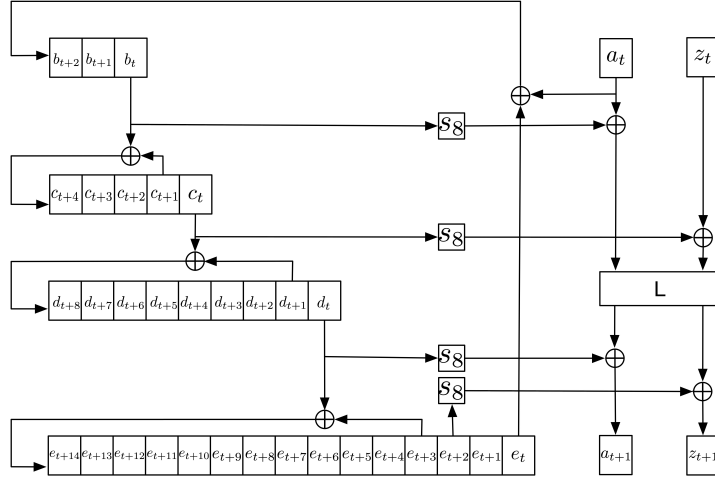 b_{t+2} b_{t+1} b_t a_t z_t
s_8
c_{t+4} c_{t+3} c_{t+2} c_{t+1} c_t
s_8
L
d_{t+8} d_{t+7} d_{t+6} d_{t+5} d_{t+4} d_{t+3} d_{t+2} d_{t+1} d_t
s_8
s_8
e_{t+14} e_{t+13} e_{t+12} e_{t+11} e_{t+10} e_{t+9} e_{t+8} e_{t+7} e_{t+6} e_{t+5} e_{t+4} e_{t+3} e_{t+2} e_{t+1} e_t a_{t+1} z_{t+1}